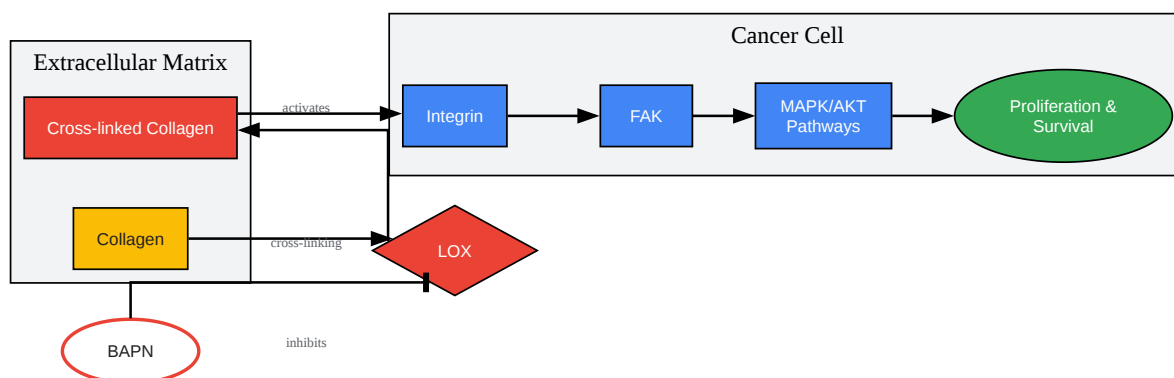 Cancer Cell
Extracellular Matrix
Cross-linked Collagen
activates
Integrin
FAK
MAPK/AKT
Pathways
Proliferation &
Survival
Collagen
cross-linking
LOX
BAPN
inhibits